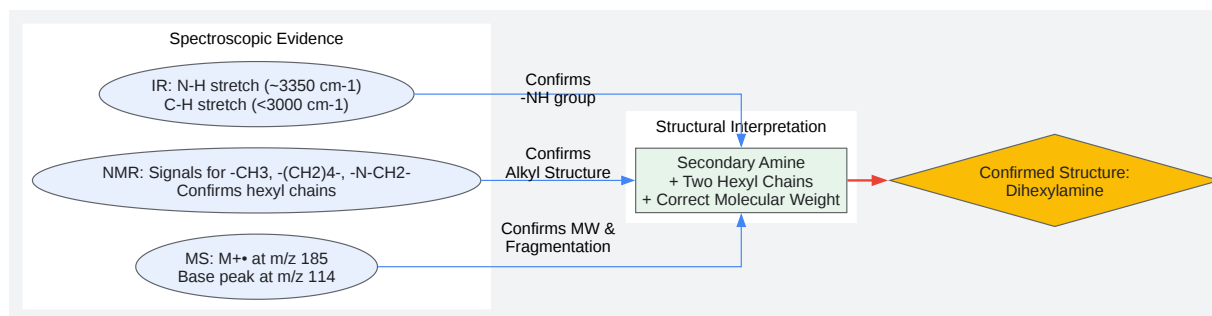 Spectroscopic Evidence
IR: N-H stretch (~3350 cm-1)
C-H stretch (<3000 cm-1)
Confirms
-NH group
Structural Interpretation
NMR: Signals for -CH3, -(CH2)4-, -N-CH2-
Confirms hexyl chains
Confirms
Alkyl Structure
Secondary Amine
+ Two Hexyl Chains
+ Correct Molecular Weight
Confirmed Structure:
Dihexylamine
Confirms MW &
Fragmentation
MS: M+• at m/z 185
Base peak at m/z 114